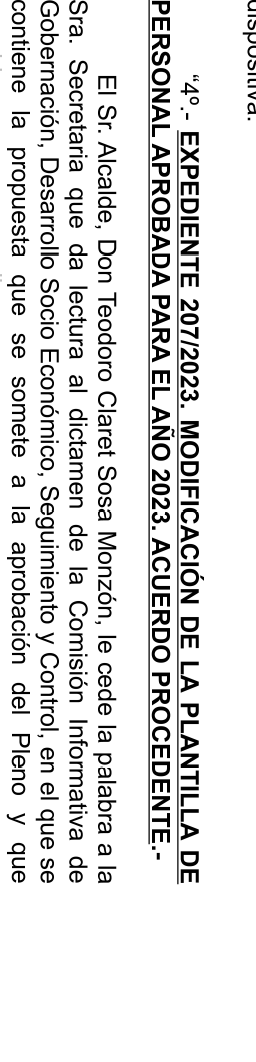 dispositiva.
“4º.- EXPEDIENTE 207/2023. MODIFICACIÓN DE LA PLANTILLA DE
PERSONAL APROBADA PARA EL AÑO 2023. ACUERDO PROCEDENTE.-
El Sr. Alcalde, Don Teodoro Claret Sosa Monzón, le cede la palabra a la
Sra. Secretaria que da lectura al dictamen de la Comisión Informativa de
Gobernación, Desarrollo Socio Económico, Seguimiento y Control, en el que se
contiene la propuesta que se somete a la aprobación del Pleno y que